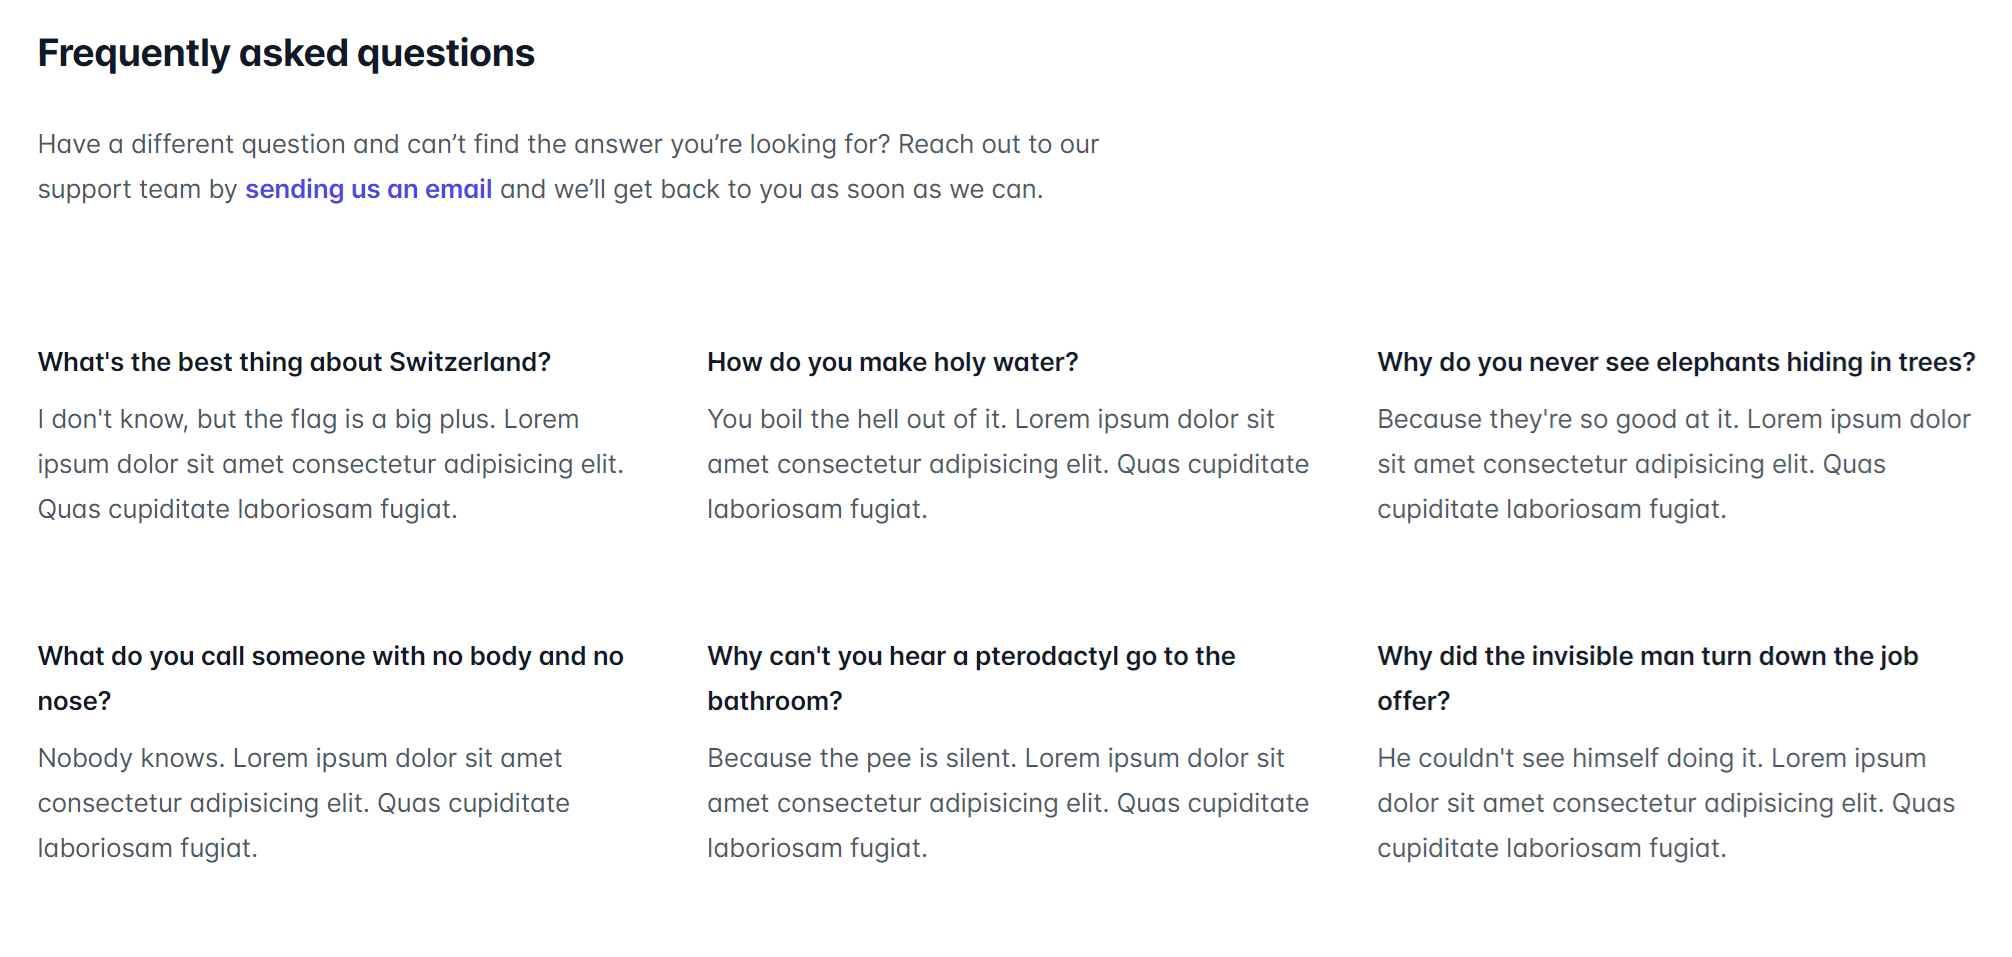 Frequently asked questions
Have a different question and can’t find the answer you’re looking for? Reach out to our
support team by sending us an email and we’ll get back to you as soon as we can.
What's the best thing about Switzerland?
I don't know, but the flag is a big plus. Lorem
ipsum dolor sit amet consectetur adipisicing elit.
Quas cupiditate laboriosam fugiat.
How do you make holy water?
You boil the hell out of it. Lorem ipsum dolor sit
amet consectetur adipisicing elit. Quas cupiditate
laboriosam fugiat.
Why do you never see elephants hiding in trees?
Because they're so good at it. Lorem ipsum dolor
sit amet consectetur adipisicing elit. Quas
cupiditate laboriosam fugiat.
What do you call someone with no body and no
nose?
Nobody knows. Lorem ipsum dolor sit amet
consectetur adipisicing elit. Quas cupiditate
laboriosam fugiat.
Why can't you hear a pterodactyl go to the
bathroom?
Because the pee is silent. Lorem ipsum dolor sit
amet consectetur adipisicing elit. Quas cupiditate
laboriosam fugiat.
Why did the invisible man turn down the job
offer?
He couldn't see himself doing it. Lorem ipsum
dolor sit amet consectetur adipisicing elit. Quas
cupiditate laboriosam fugiat.